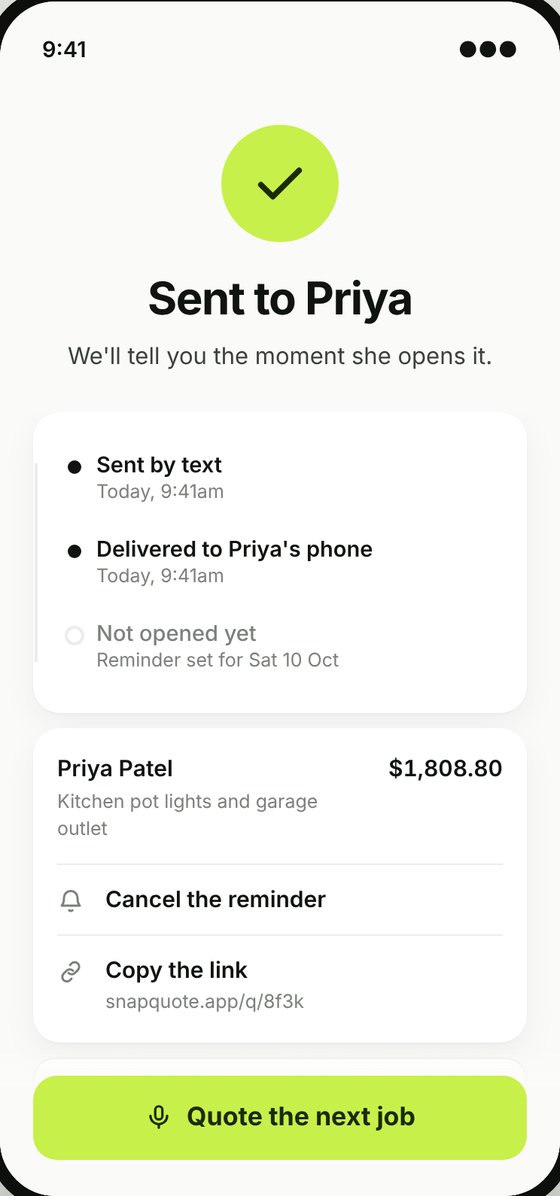 9:41
Sent to Priya
We'll tell you the moment she opens it.
Sent by text
Today, 9:41am
Delivered to Priya's phone
Today, 9:41am
Not opened yet
Reminder set for Sat 10 Oct
Priya Patel
$1,808.80
Kitchen pot lights and garage
outlet
Cancel the reminder
Copy the link
snapquote.app/q/8f3k
Quote the next job